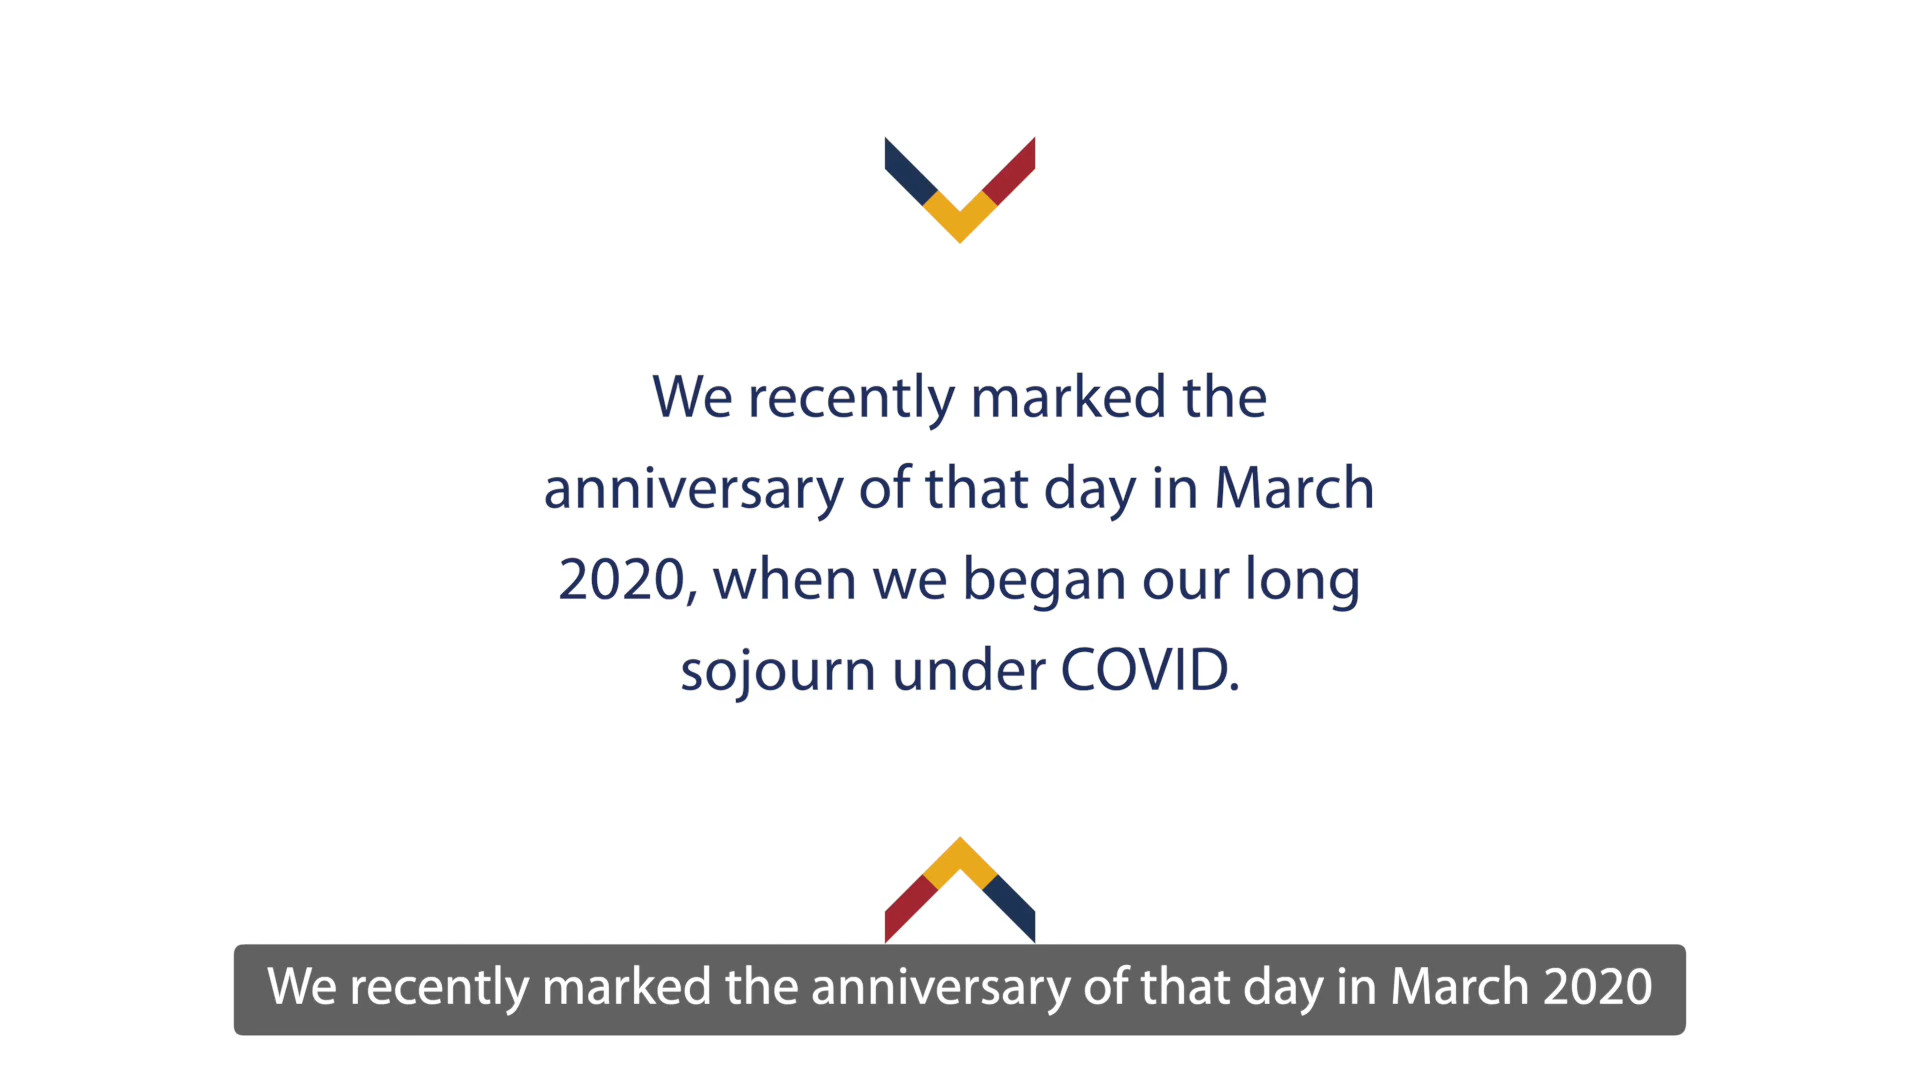 We recently marked the
anniversary of that day in March
2020, when we began our long
sojourn under COVID.
We recently marked the anniversary of that day in March 2020